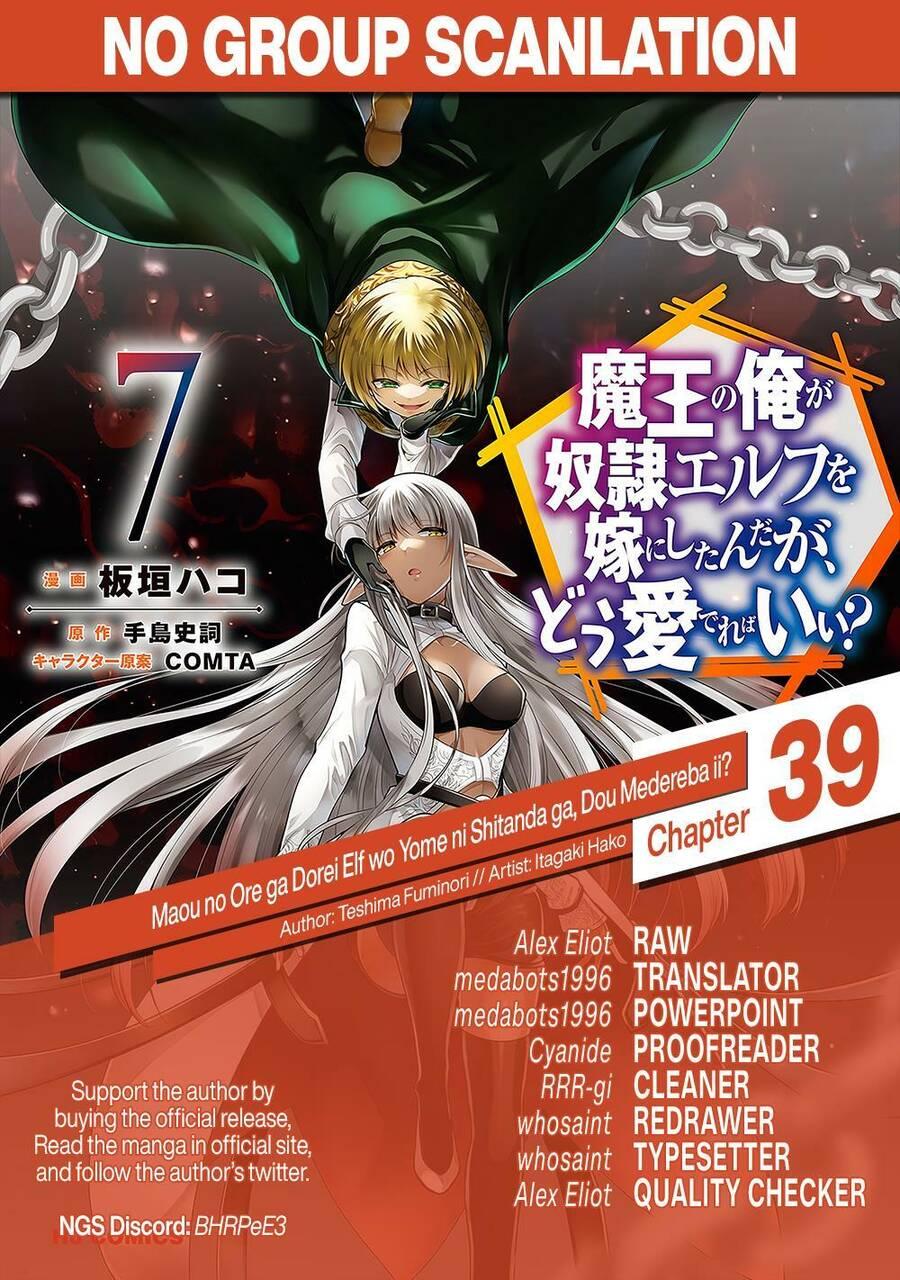 NO GROUP SCANLATION
7
漫画 板垣ハコ
原作 手島史詞
キャラクター原案 COMTA
魔王の俺が
奴隷エルフを
嫁にしたんだが、
どう愛でればいい?
Chapter 39
Maou no Ore ga Dorei Elf wo Yome ni Shitanda ga, Dou Medereba ii?
Author: Teshima Fuminori // Artist: Itagaki Hako
Alex Eliot RAW
medabots1996 TRANSLATOR
medabots1996 POWERPOINT
Cyanide PROOFREADER
RRR-gi CLEANER
whosaint REDRAWER
whosaint TYPESETTER
Alex Eliot QUALITY CHECKER
Support the author by
buying the official release,
Read the manga in official site,
and follow the author's twitter.
NGS Discord: BHRPeE3
HJ COMICS